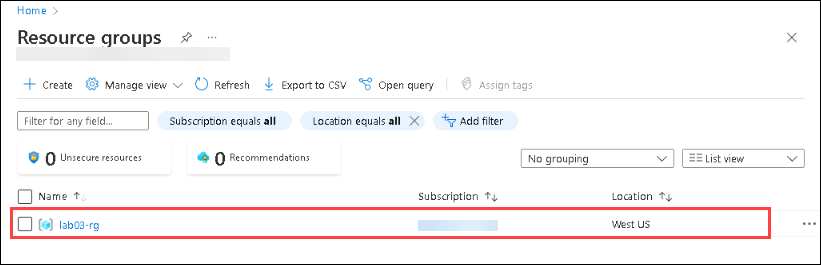 Home >
Resource groups ...
+ Create Manage view Refresh Export to CSV Open query Assign tags
Filter for any field... Subscription equals all Location equals all × Add filter
0 Unsecure resources 0 Recommendations No grouping List view
Name ↑↓ Subscription ↑↓ Location ↑↓
lab03-rg West US ...